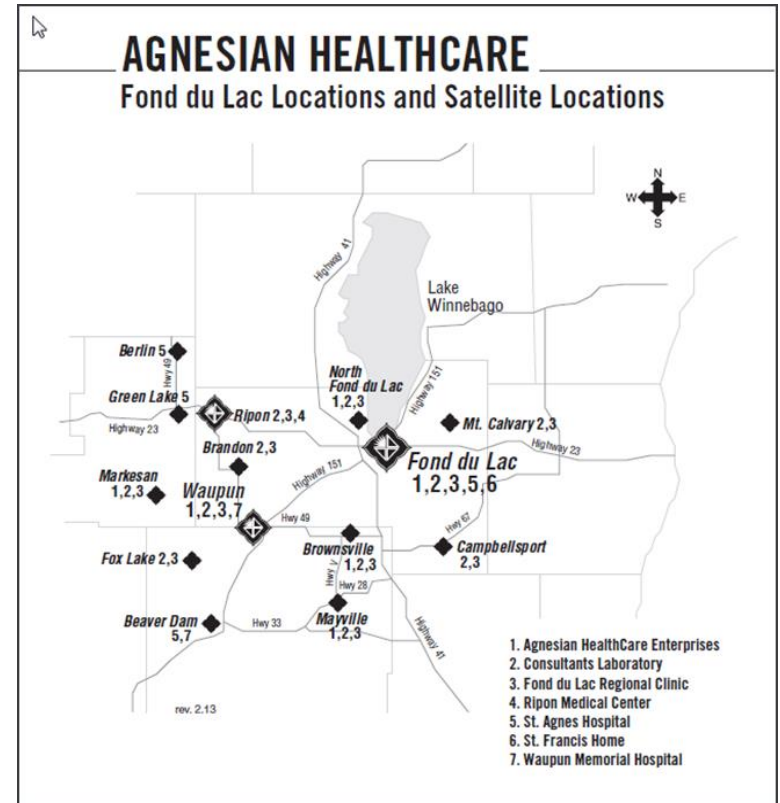 AGNESIAN HEALTHCARE
Fond du Lac Locations and Satellite Locations
N
W
E
S
Highway 41
Lake
Winnebago
Berlin 5
Hwy 49
North
Fond du Lac
1,2,3
Highway 151
Green Lake 5
Ripon 2,3,4
Mt. Calvary 2,3
Highway 23
Brandon 2,3
Highway 23
Fond du Lac
1,2,3,5,6
Markesan
1,2,3
Waupun
1,2,3,7
Highway 151
Hwy 49
Hwy 67
Brownsville
1,2,3
Campbellsport
2,3
Fox Lake 2,3
Hwy V
Hwy 28
Beaver Dam
5,7
Hwy 33
Mayville
1,2,3
Highway 41
1. Agnesian HealthCare Enterprises
2. Consultants Laboratory
3. Fond du Lac Regional Clinic
4. Ripon Medical Center
5. St. Agnes Hospital
6. St. Francis Home
7. Waupun Memorial Hospital
rev. 2.13